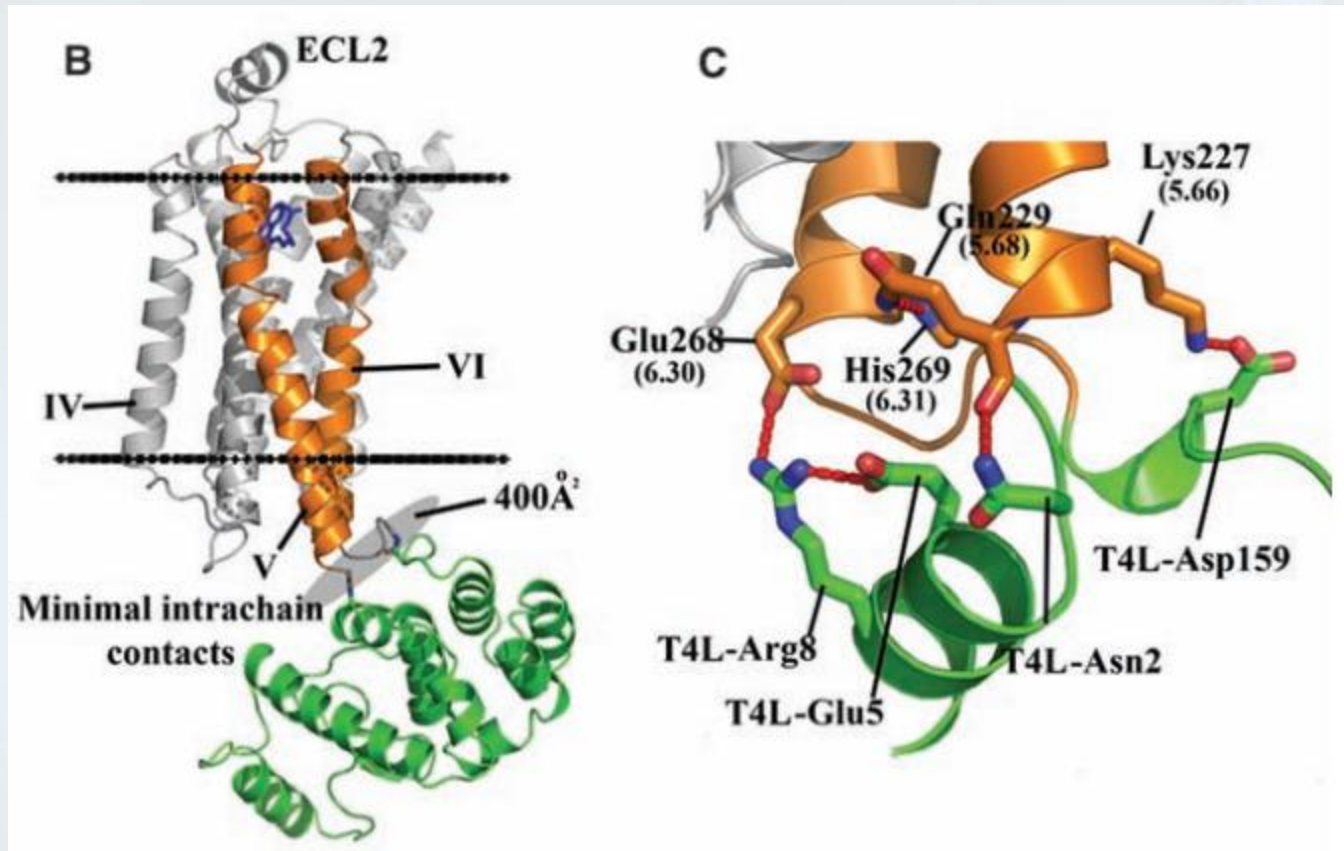 B
ECL2
IV
VI
V
400Å²
Minimal intrachain
contacts
C
Lys227
(5.66)
Gln229
(5.68)
Glu268
(6.30)
His269
(6.31)
T4L-Asp159
T4L-Arg8
T4L-Asn2
T4L-Glu5